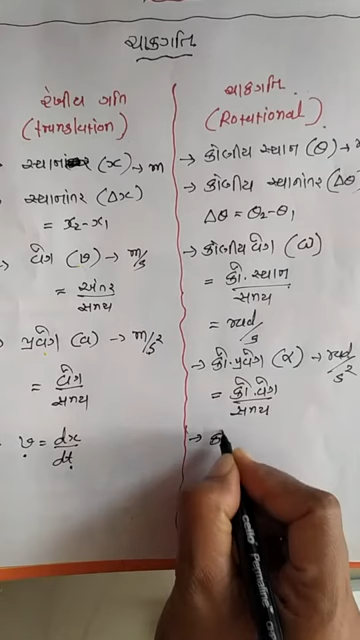 ચાકગતિ
રેખીય ગતિ
(translation)
સ્થાનાંતર (x) → m
સ્થાનાંતર (Δx)
= x₂-x₁
→ વેગ (v) → m/s
= અંતર/સમય
→ પ્રવેગ (a) → m/s²
= વેગ/સમય
v = dx/dt
ચાકગતિ
(Rotational)
→ કોણીય સ્થાન (θ) →
→ કોણીય સ્થાનાંતર (Δθ
Δθ = θ₂-θ₁
→ કોણીય વેગ (ω)
= કો. સ્થાન/સમય
= rad/s
→ કો. પ્રવેગ (α) → rad/s²
= કો. વેગ/સમય
→